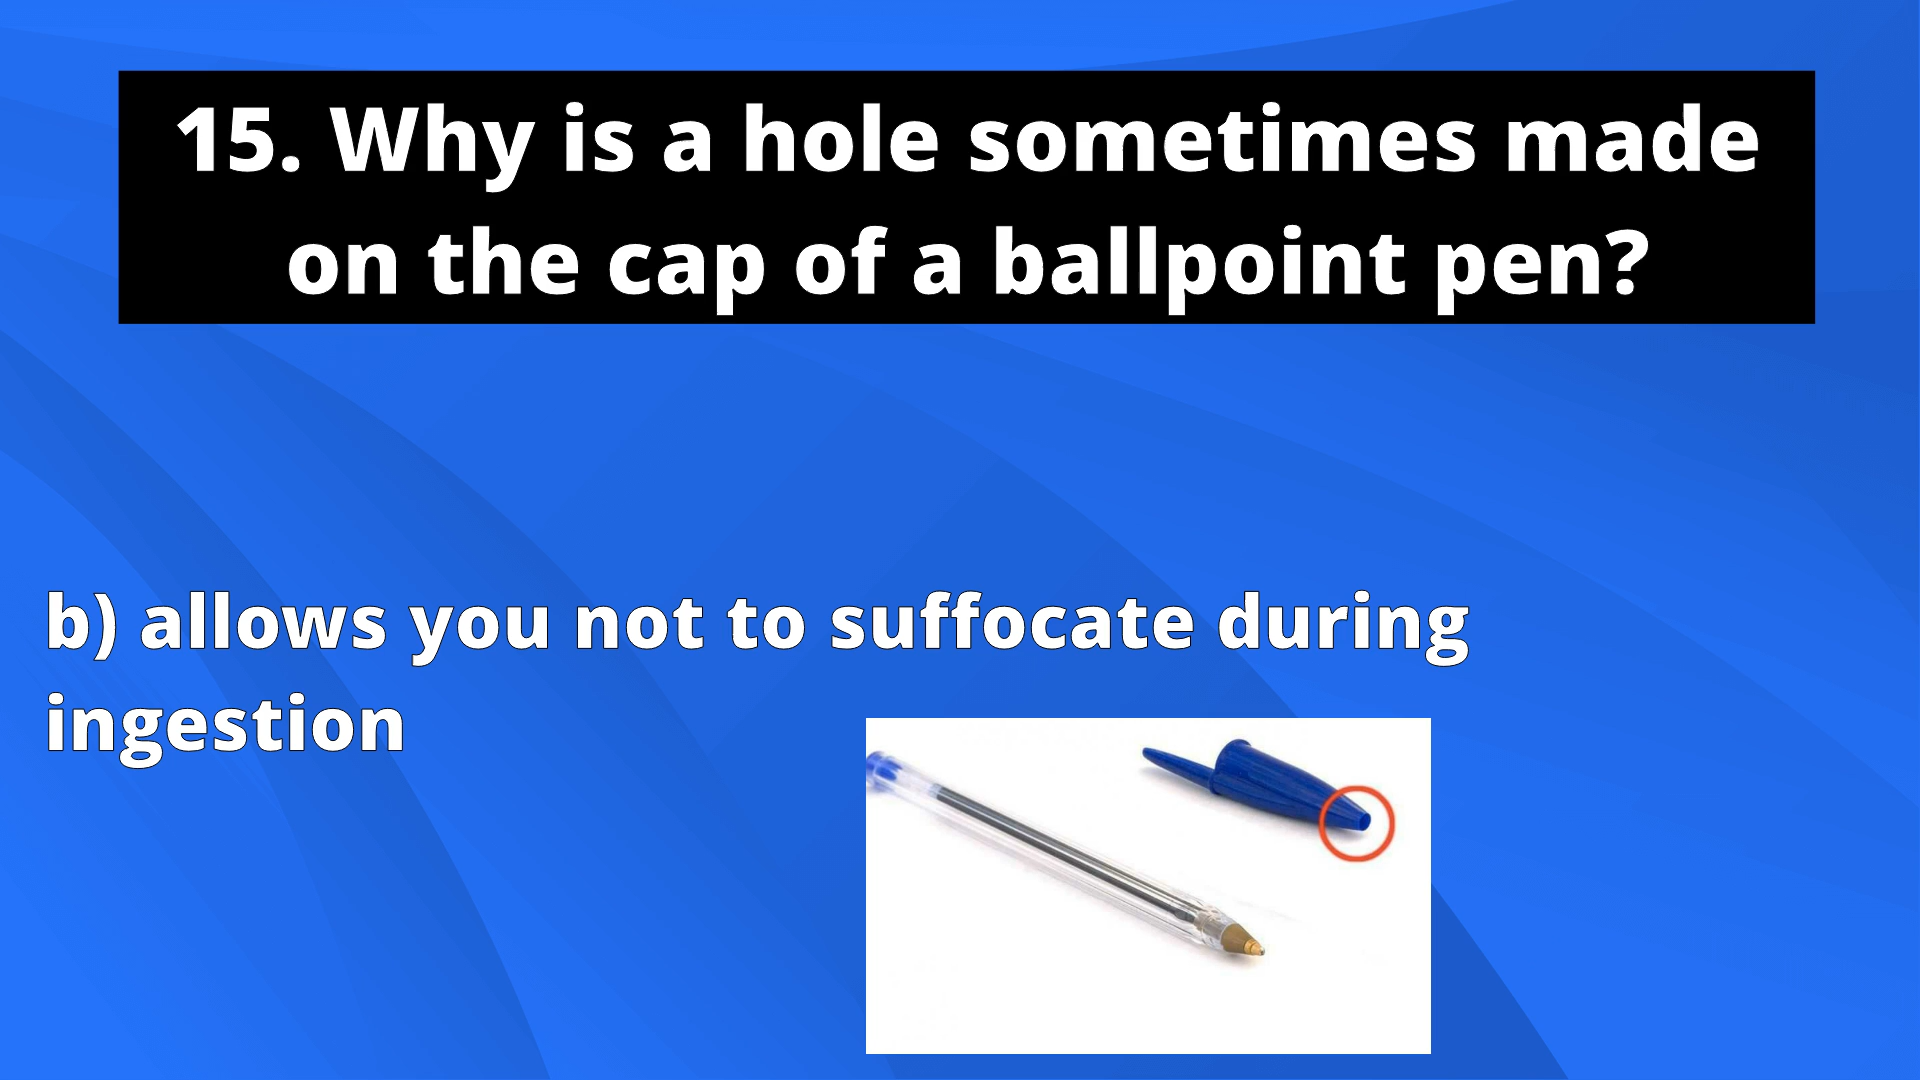 15. Why is a hole sometimes made
on the cap of a ballpoint pen?
b) allows you not to suffocate during
ingestion